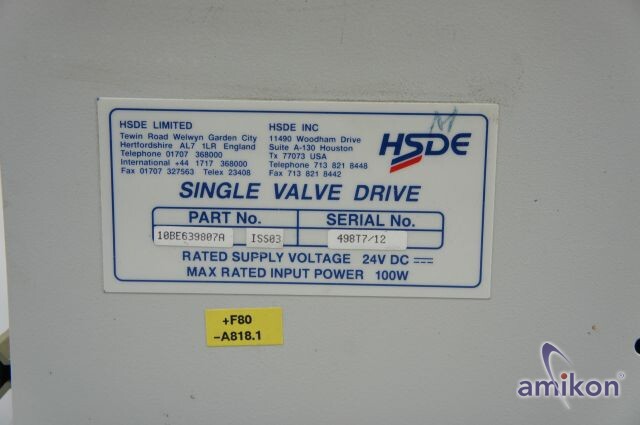 HSDE LIMITED
Tewin Road Welwyn Garden City
Hertfordshire AL7 1LR England
Telephone 01707 368000
International +44 1717 368000
Fax 01707 327563 Telex 23408
HSDE INC
11490 Woodham Drive
Suite A-130 Houston
Tx 77073 USA
Telephone 713 821 8448
Fax 713 821 8442
HSDE
SINGLE VALVE DRIVE
PART No. SERIAL No.
10BE639807A ISS03 498T7/12
RATED SUPPLY VOLTAGE 24V DC
MAX RATED INPUT POWER 100W
+F80
-A818.1
amikon